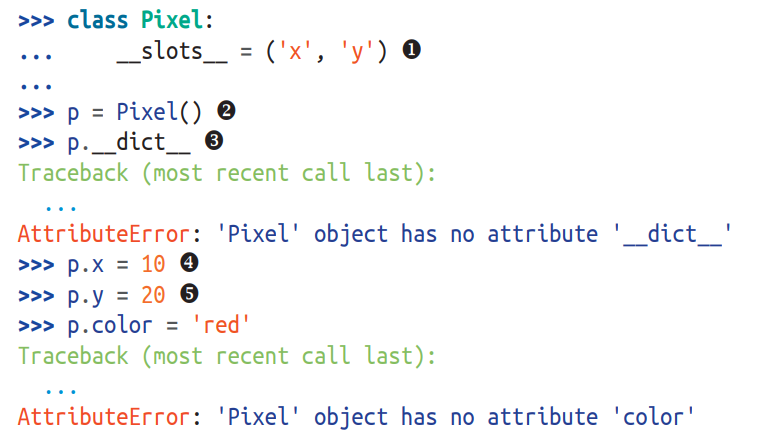 >>> class Pixel:
...     __slots__ = ('x', 'y') ❶
...
>>> p = Pixel() ❷
>>> p.__dict__ ❸
Traceback (most recent call last):
  ...
AttributeError: 'Pixel' object has no attribute '__dict__'
>>> p.x = 10 ❹
>>> p.y = 20 ❺
>>> p.color = 'red'
Traceback (most recent call last):
  ...
AttributeError: 'Pixel' object has no attribute 'color'